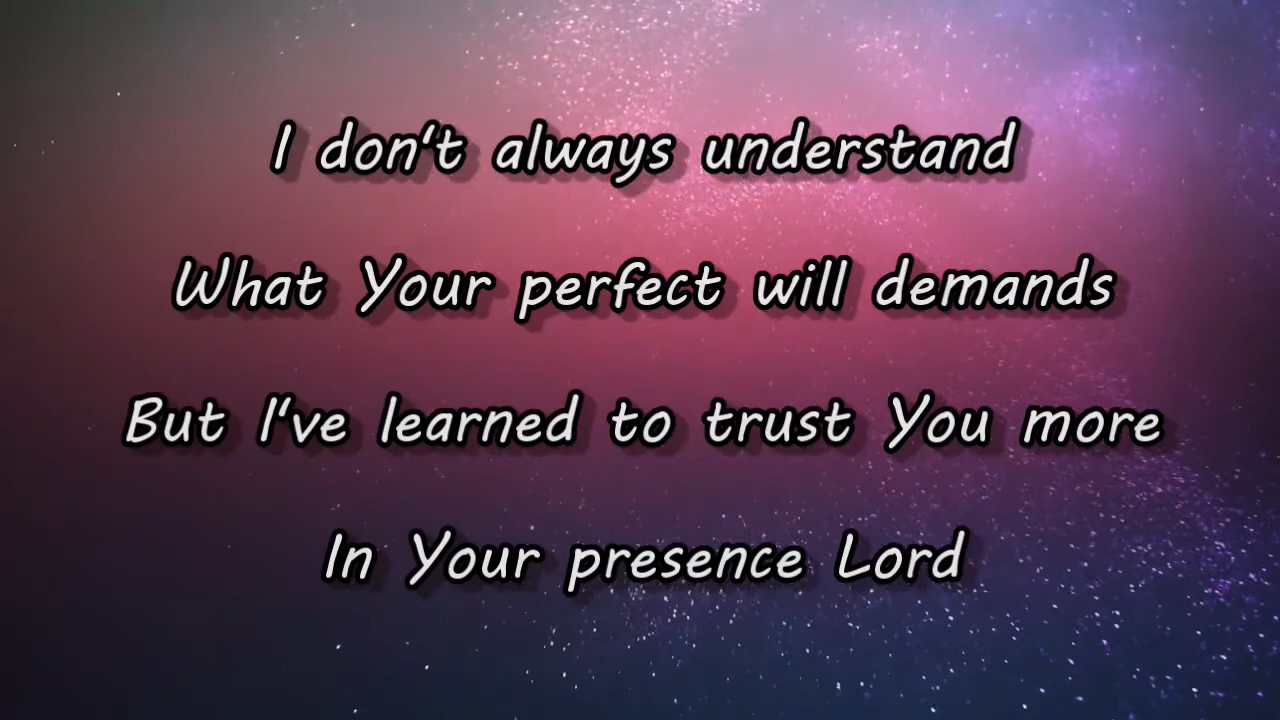 I don‘t always understand
What Your perfect will demands
But I‘ve learned to trust You more
In Your presence Lord